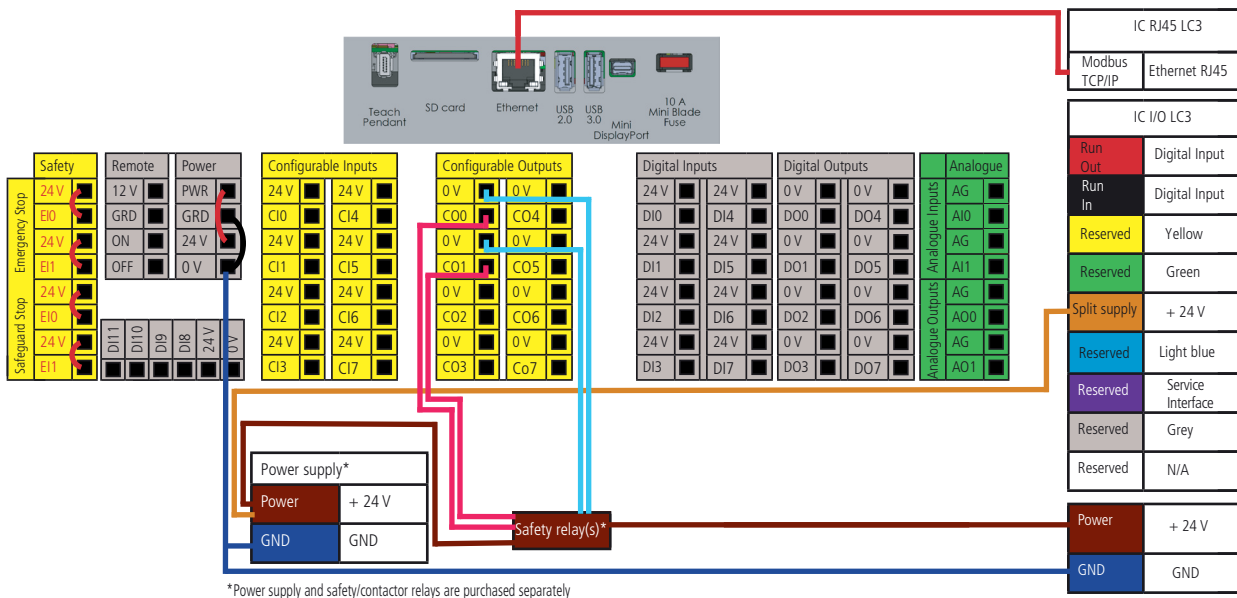 Teach Pendant
SD card
Ethernet
USB 2.0
USB 3.0
Mini DisplayPort
10 A Mini Blade Fuse
IC RJ45 LC3
Modbus TCP/IP
Ethernet RJ45
IC I/O LC3
Run Out
Digital Input
Run In
Digital Input
Reserved
Yellow
Reserved
Green
Split supply
+ 24 V
Reserved
Light blue
Reserved
Service Interface
Reserved
Grey
Reserved
N/A
Power
+ 24 V
GND
GND
Safety
Emergency Stop
24 V
EI0
24 V
EI1
Safeguard Stop
24 V
EI0
24 V
EI1
Remote
12 V
GRD
ON
OFF
Power
PWR
GRD
24 V
0 V
DI11
DI10
DI9
DI8
24 V
0 V
Configurable Inputs
24 V 24 V
CI0 CI4
24 V 24 V
CI1 CI5
24 V 24 V
CI2 CI6
24 V 24 V
CI3 CI7
Configurable Outputs
0 V 0 V
CO0 CO4
0 V 0 V
CO1 CO5
0 V 0 V
CO2 CO6
0 V 0 V
CO3 Co7
Digital Inputs
24 V 24 V
DI0 DI4
24 V 24 V
DI1 DI5
24 V 24 V
DI2 DI6
24 V 24 V
DI3 DI7
Digital Outputs
0 V 0 V
DO0 DO4
0 V 0 V
DO1 DO5
0 V 0 V
DO2 DO6
0 V 0 V
DO3 DO7
Analogue
Analogue Inputs
AG
AI0
AG
AI1
Analogue Outputs
AG
AO0
AG
AO1
Power supply*
Power
+ 24 V
GND
GND
Safety relay(s)*
*Power supply and safety/contactor relays are purchased separately